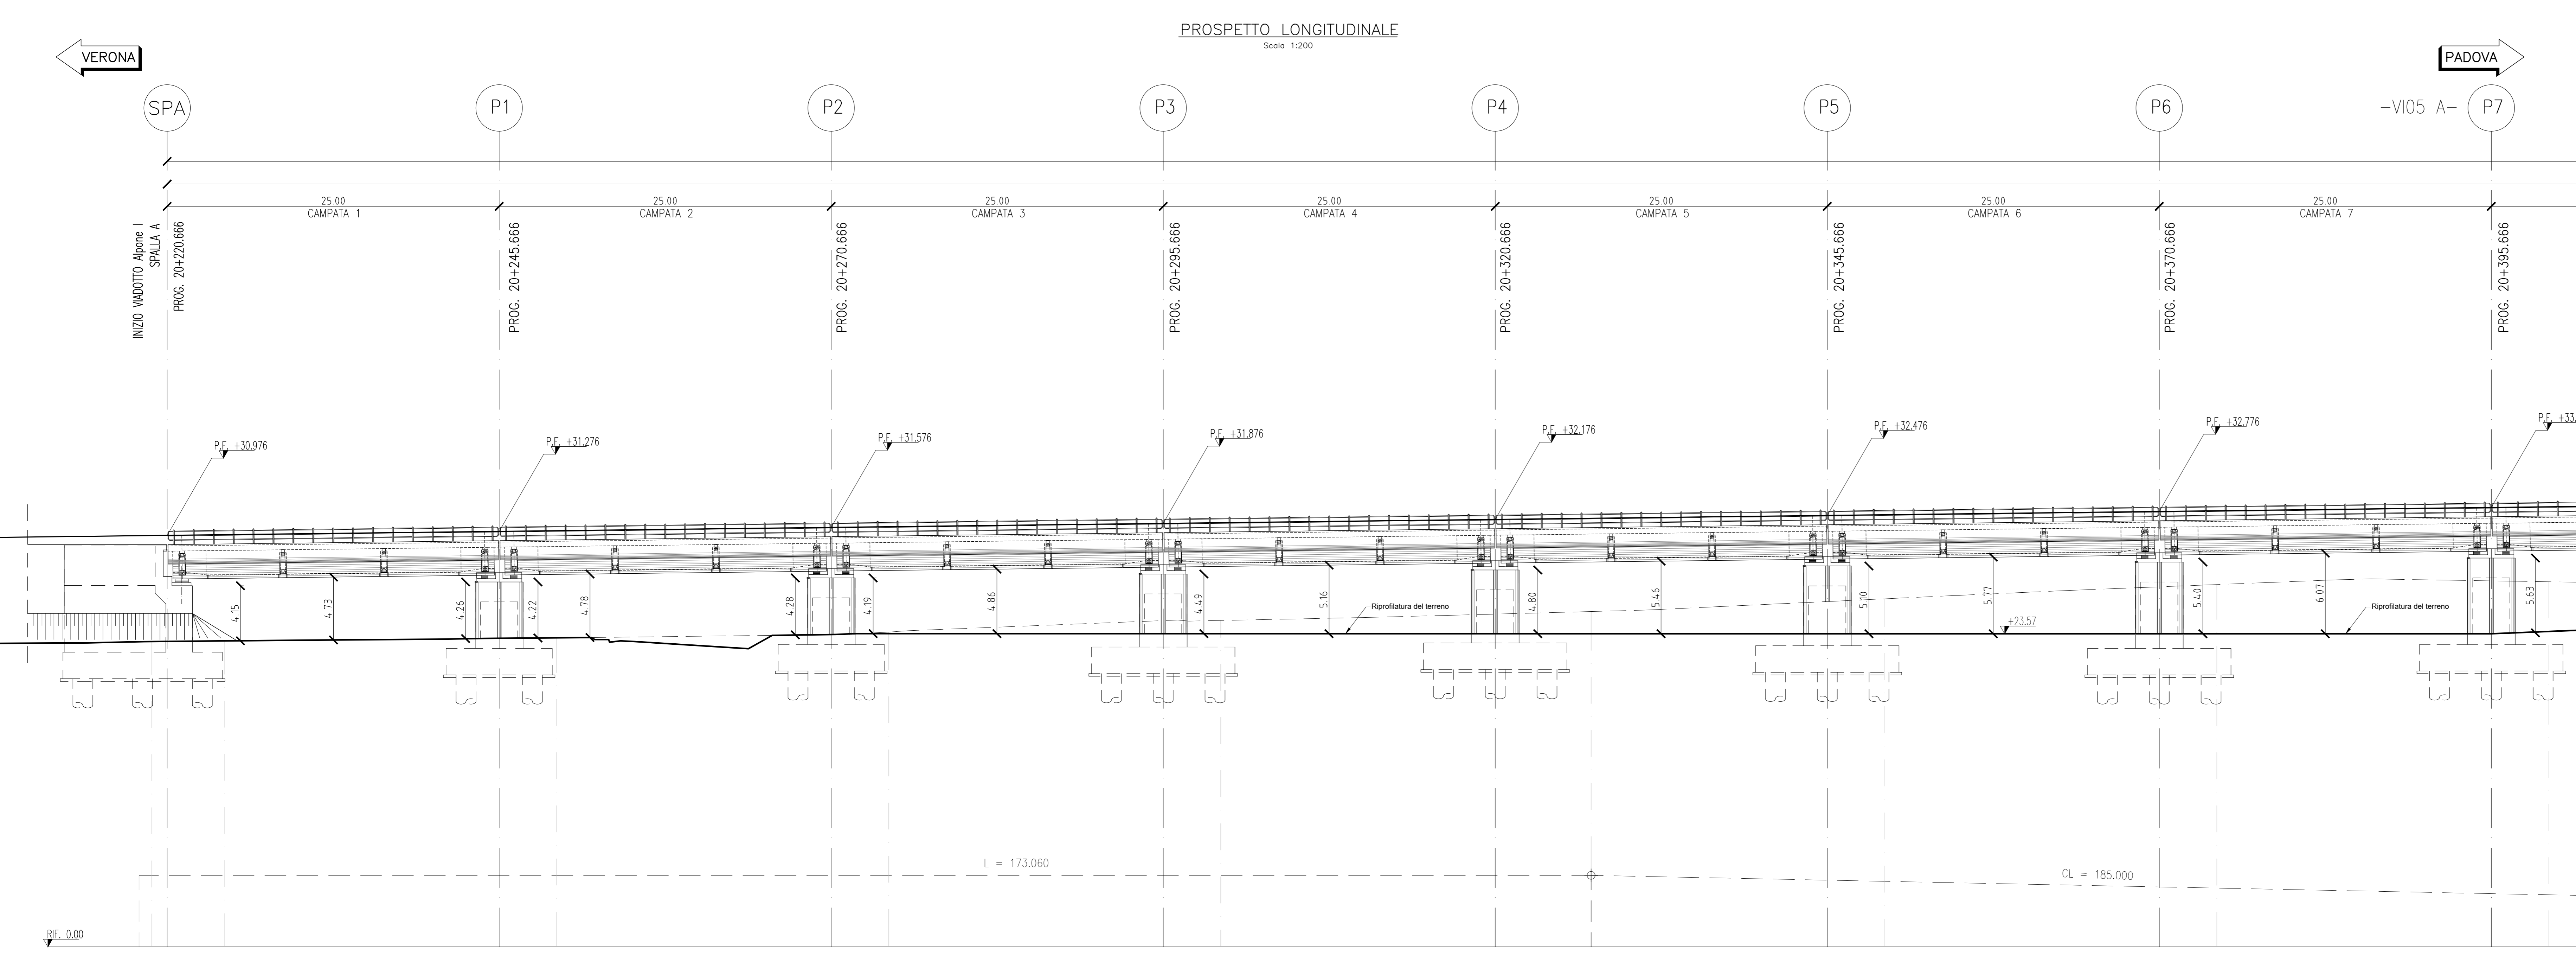 PROSPETTO LONGITUDINALE
Scala 1:200
VERONA
PADOVA
SPA
P1
P2
P3
P4
P5
P6
-VI05 A-
P7
25.00
25.00
25.00
25.00
25.00
25.00
25.00
CAMPATA 1
CAMPATA 2
CAMPATA 3
CAMPATA 4
CAMPATA 5
CAMPATA 6
CAMPATA 7
INIZIO VIADOTTO Alpone I
SPALLA A
PROG. 20+220.666
PROG. 20+245.666
PROG. 20+270.666
PROG. 20+295.666
PROG. 20+320.666
PROG. 20+345.666
PROG. 20+370.666
PROG. 20+395.666
P.F. +30.976
P.F. +31.276
P.F. +31.576
P.F. +31.876
P.F. +32.176
P.F. +32.476
P.F. +32.776
P.F. +33.
4.15
4.73
4.26
4.22
4.78
4.28
4.19
4.86
4.49
5.16
Riprofilatura del terreno
4.80
5.46
5.10
5.77
+23.57
5.40
6.07
Riprofilatura del terreno
5.63
L = 173.060
CL = 185.000
RIF. 0.00